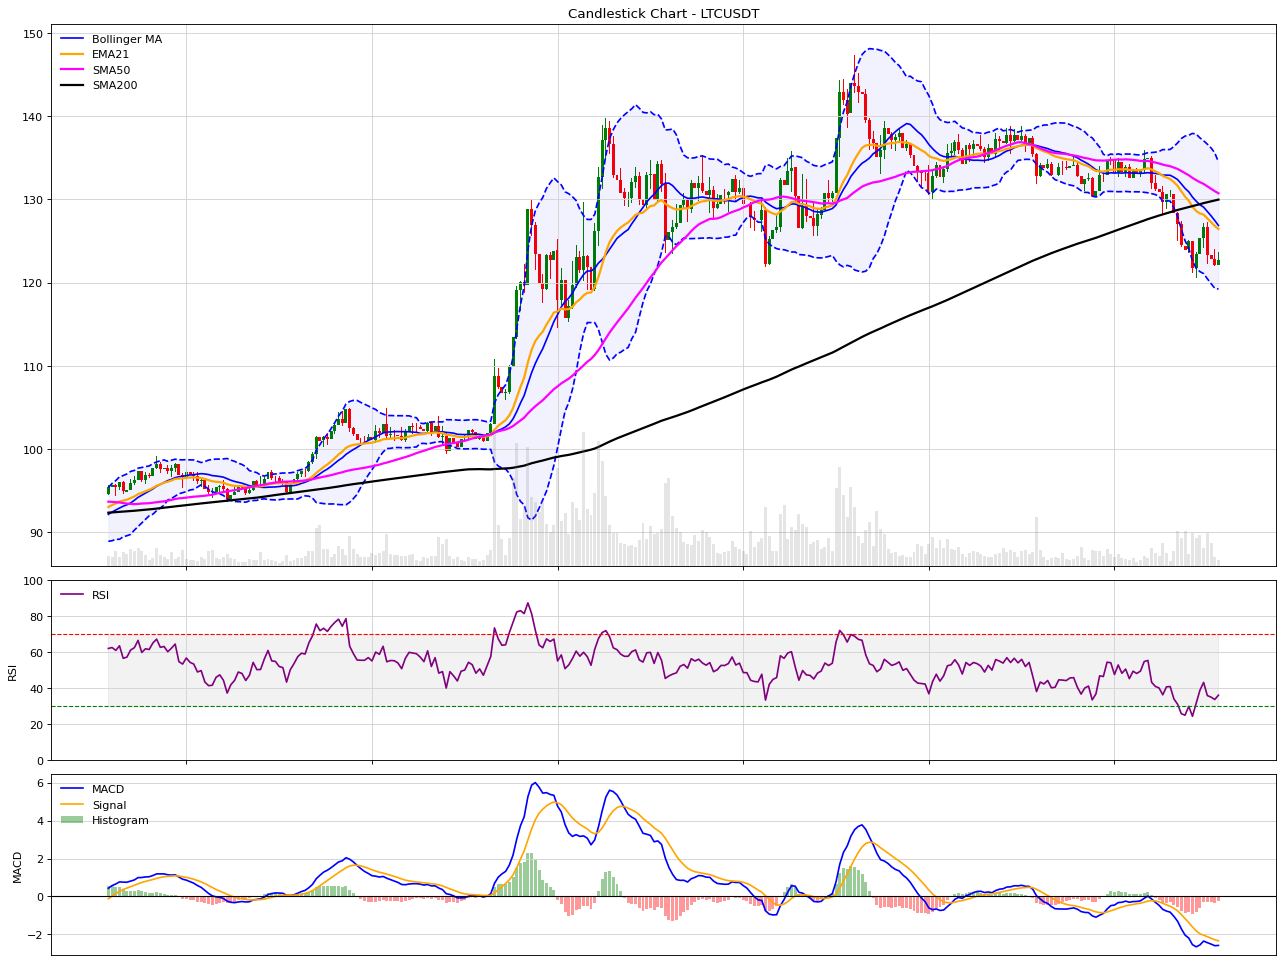 Candlestick Chart - LTCUSDT
150
140
130
120
110
100
90
Bollinger MA
EMA21
SMA50
SMA200
100
80
60
40
20
0
RSI
RSI
6
4
2
0
−2
MACD
MACD
Signal
Histogram